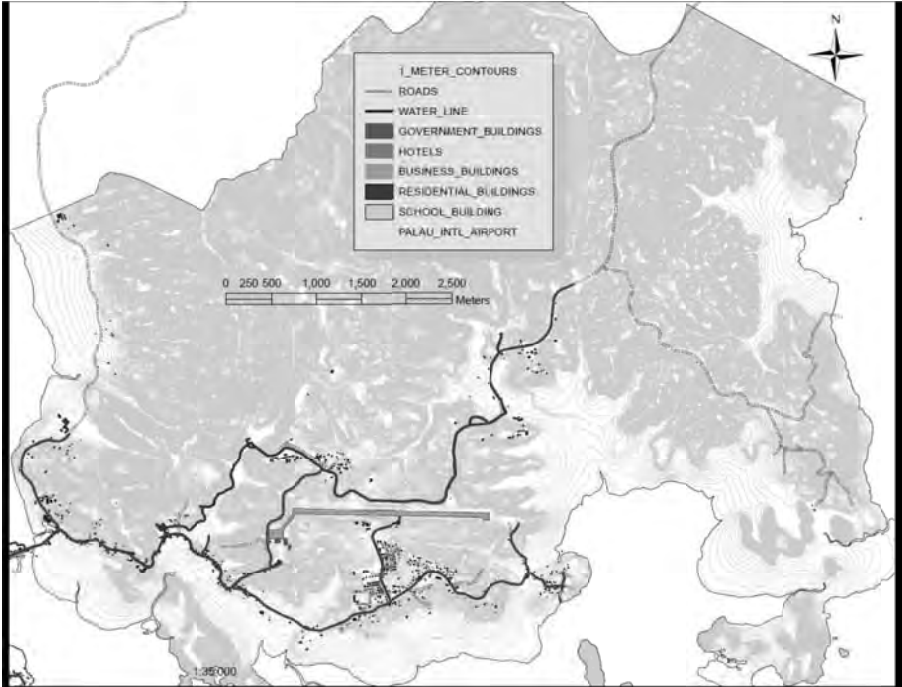 N
1_METER_CONTOURS
ROADS
WATER_LINE
GOVERNMENT_BUILDINGS
HOTELS
BUSINESS_BUILDINGS
RESIDENTIAL_BUILDINGS
SCHOOL_BUILDING
PALAU_INTL_AIRPORT
0 250 500 1,000 1,500 2,000 2,500
Meters
1:35,000